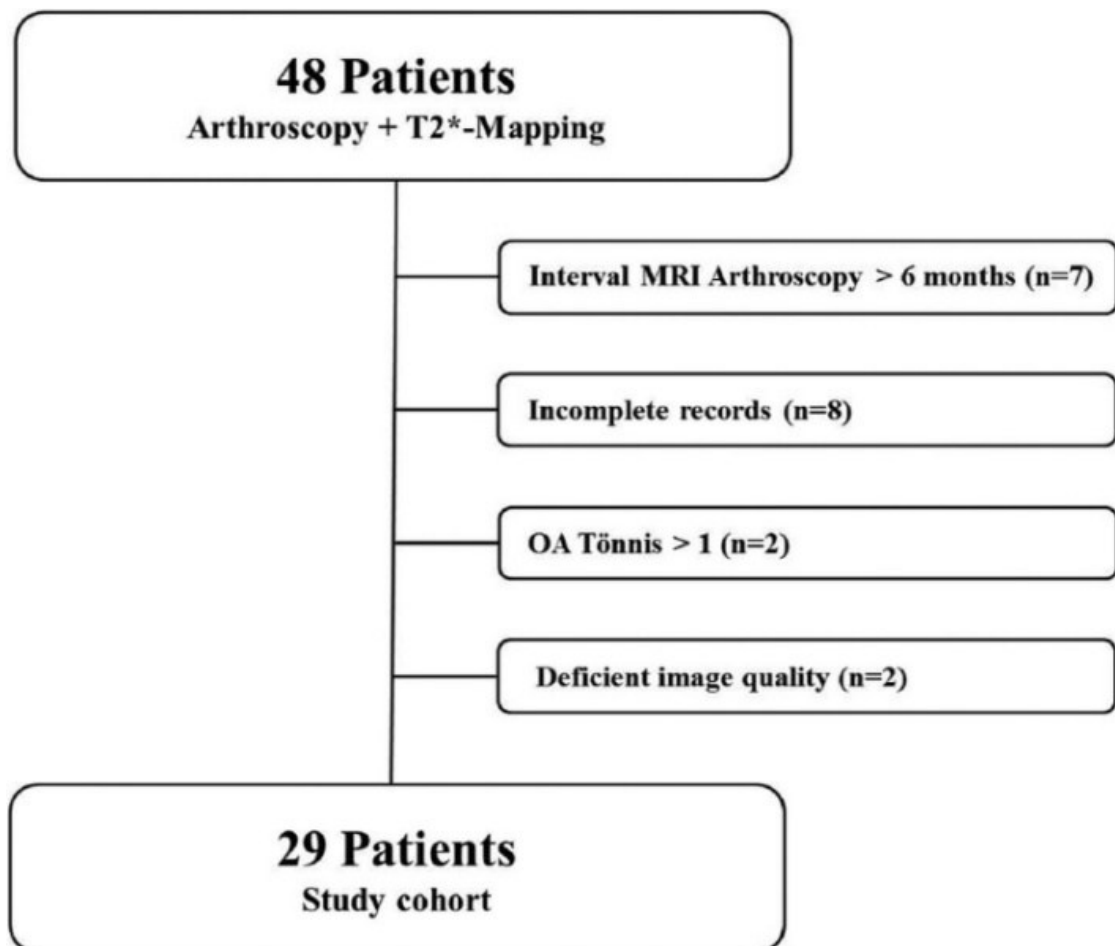 48 Patients
Arthroscopy + T2*-Mapping
Interval MRI Arthroscopy > 6 months (n=7)
Incomplete records (n=8)
OA Tönnis > 1 (n=2)
Deficient image quality (n=2)
29 Patients
Study cohort